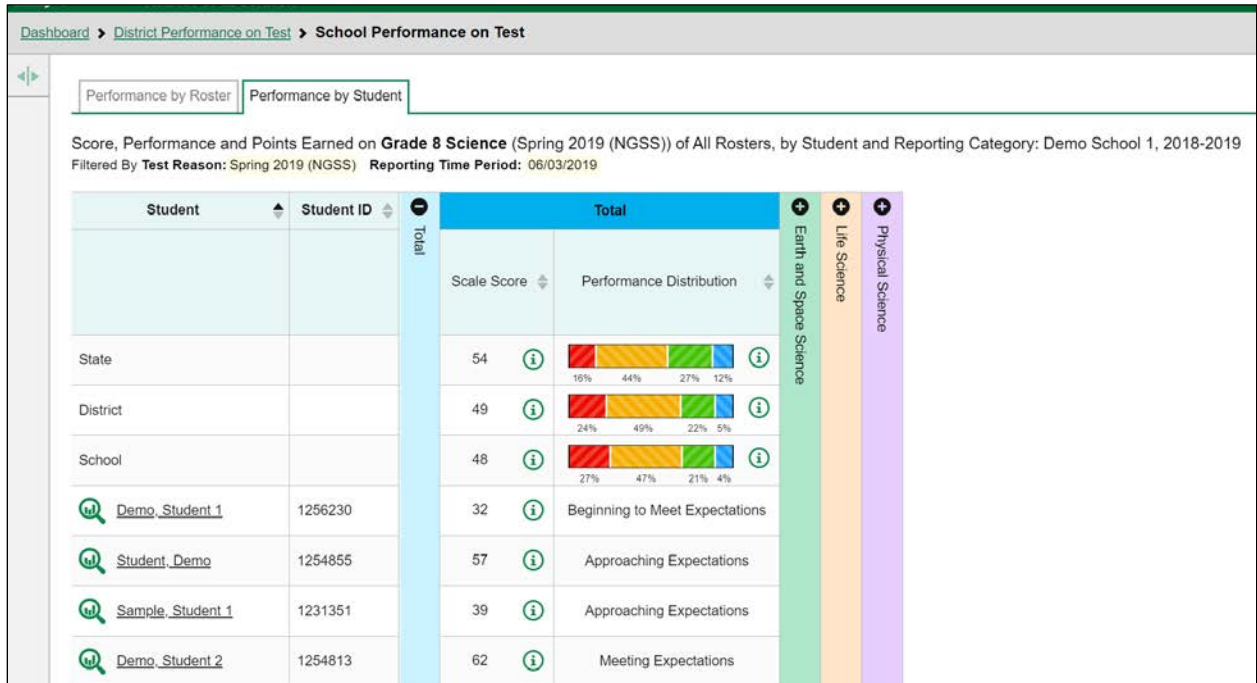 Dashboard > District Performance on Test > School Performance on Test
Performance by Roster Performance by Student
Score, Performance and Points Earned on Grade 8 Science (Spring 2019 (NGSS)) of All Rosters, by Student and Reporting Category: Demo School 1, 2018-2019
Filtered By Test Reason: Spring 2019 (NGSS) Reporting Time Period: 06/03/2019
Student Student ID Total Total Earth and Space Science Life Science Physical Science
Scale Score Performance Distribution
State 54
16% 44% 27% 12%
District 49
24% 49% 22% 5%
School 48
27% 47% 21% 4%
Demo, Student 1 1256230 32 Beginning to Meet Expectations
Student, Demo 1254855 57 Approaching Expectations
Sample, Student 1 1231351 39 Approaching Expectations
Demo, Student 2 1254813 62 Meeting Expectations